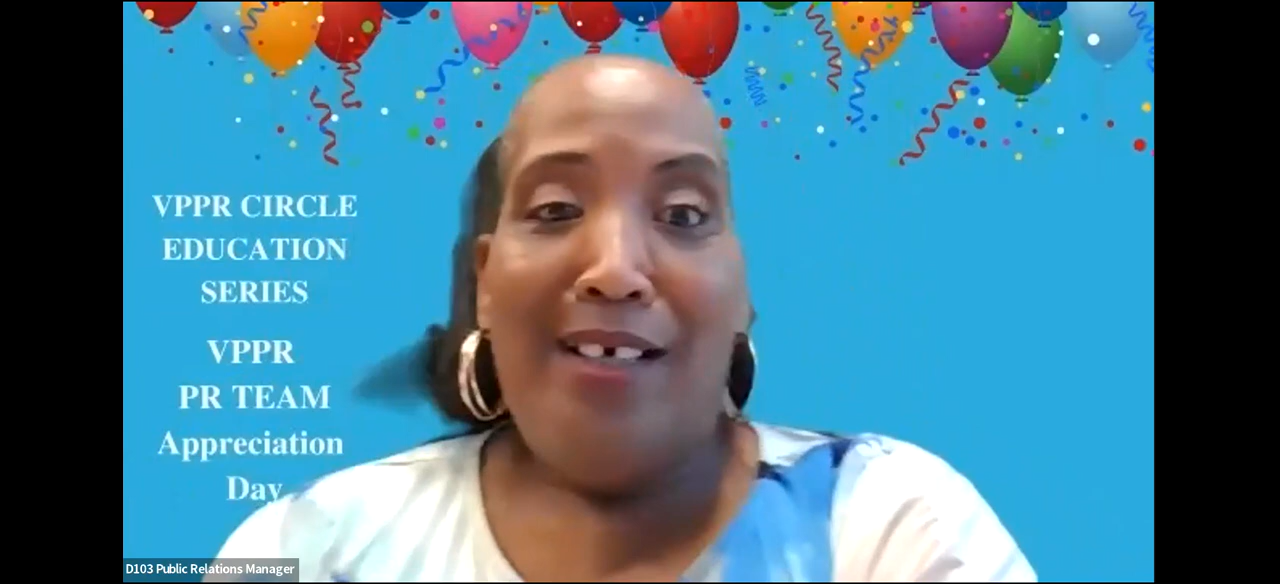 VPPR CIRCLE
EDUCATION
SERIES
VPPR
PR TEAM
Appreciation
Day
D103 Public Relations Manager